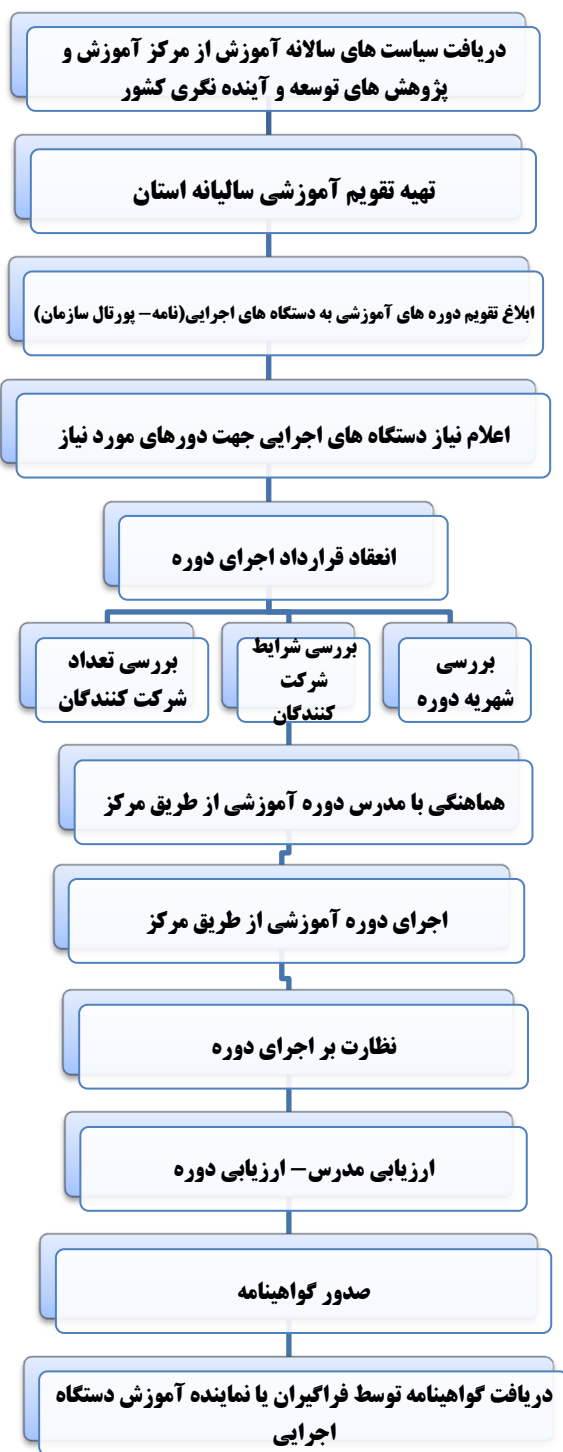 دریافت سیاست های سالانه آموزش از مرکز آموزش و
پژوهش های توسعه و آینده نگری کشور
تهیه تقویم آموزشی سالیانه استان
ابلاغ تقویم دوره های آموزشی به دستگاه های اجرایی(نامه- پورتال سازمان)
اعلام نیاز دستگاه های اجرایی جهت دورهای مورد نیاز
انعقاد قرارداد اجرای دوره
بررسی
شهریه دوره
بررسی شرایط
شرکت
کنندگان
بررسی تعداد
شرکت کنندگان
هماهنگی با مدرس دوره آموزشی از طریق مرکز
اجرای دوره آموزشی از طریق مرکز
نظارت بر اجرای دوره
ارزیابی مدرس- ارزیابی دوره
صدور گواهینامه
دریافت گواهینامه توسط فراگیران یا نماینده آموزش دستگاه
اجرایی